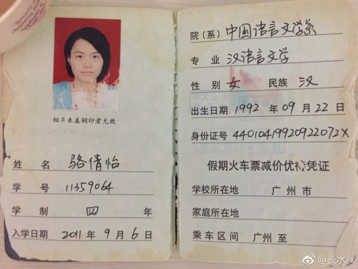 相片未盖钢印者无效
姓 名 骆情怡
学 号 11359064
学 制 四 年
入学日期 2011 年 9 月 6 日
院(系) 中国语言文学系
专 业 汉语言文学
性 别 女 民族 汉
出生日期 1992 年 09 月 22 日
身份证号 44010419920922072X
假期火车票减价优待凭证
学校所在地 广州市
家庭所在地
乘车区间 广州至